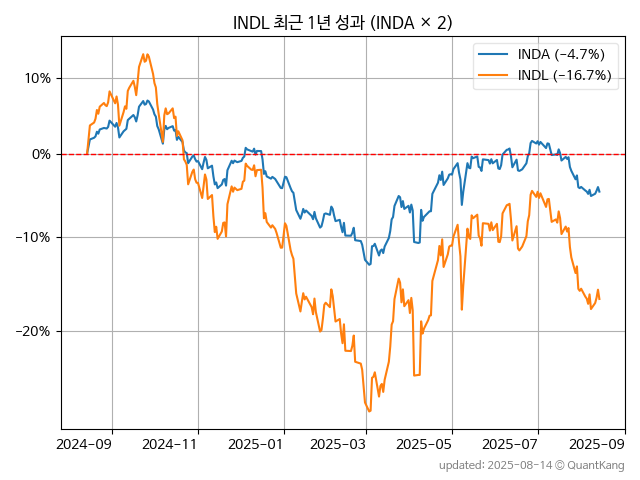 INDL 최근 1년 성과 (INDA × 2)
INDA (−4.7%)
INDL (−16.7%)
10%
0%
−10%
−20%
2024−09 2024−11 2025−01 2025−03 2025−05 2025−07 2025−09
updated: 2025-08-14 © QuantKang